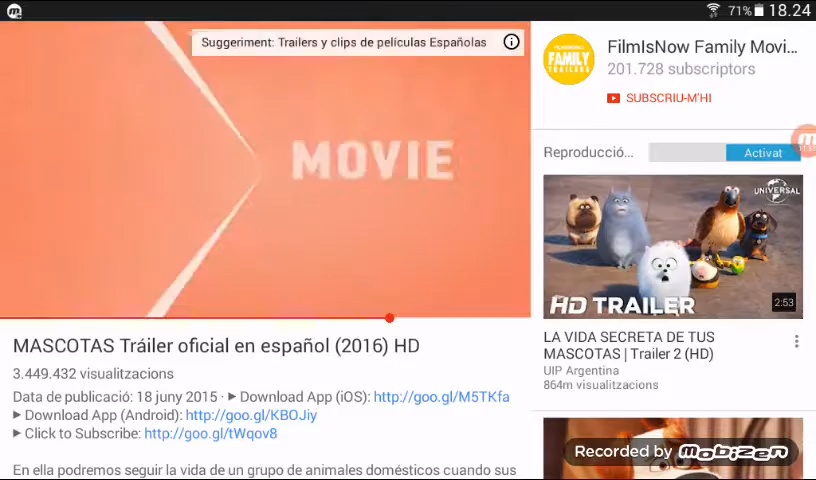 71% 18.24
Suggeriment: Trailers y clips de películas Españolas
MOVIE
FAMILY
TRAILERS
FilmIsNow Family Movi...
201.728 subscriptors
SUBSCRIU-M'HI
Reproducció...
Activat
UNIVERSAL
HD TRAILER
2:53
MASCOTAS Tráiler oficial en español (2016) HD
3.449.432 visualitzacions
Data de publicació: 18 juny 2015 · ▶ Download App (iOS): http://goo.gl/M5TKfa
▶ Download App (Android): http://goo.gl/KBOJiy
▶ Click to Subscribe: http://goo.gl/tWqov8
En ella podremos seguir la vida de un grupo de animales domésticos cuando sus
LA VIDA SECRETA DE TUS
MASCOTAS | Trailer 2 (HD)
UIP Argentina
864m visualitzacions
Recorded by mobizen